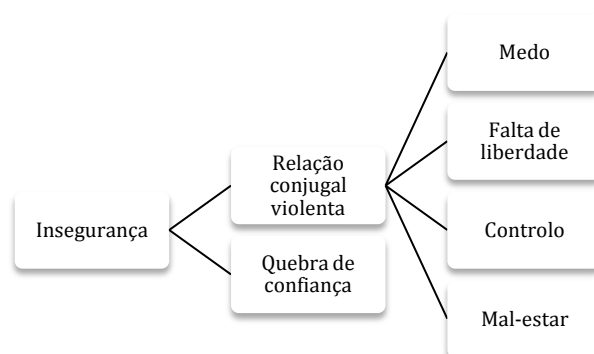 Insegurança
Relação
conjugal
violenta
Quebra de
confiança
Medo
Falta de
liberdade
Controlo
Mal-estar